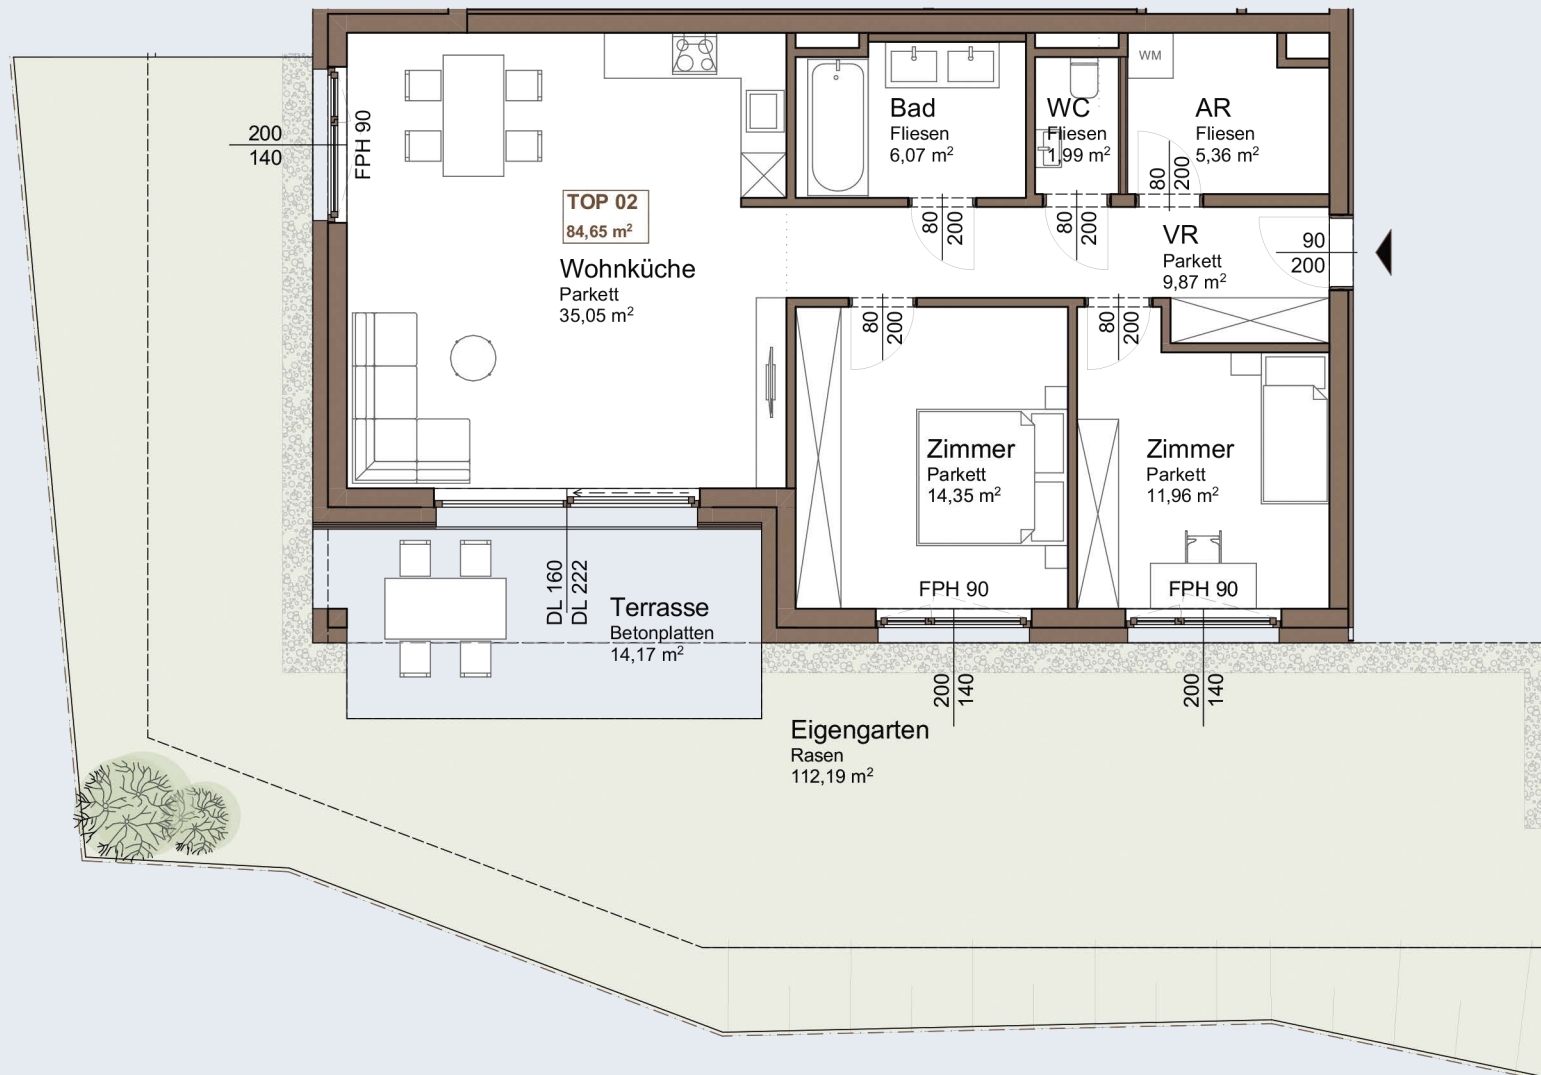 WM
Bad
Fliesen
6,07 m²
WC
Fliesen
1,99 m²
AR
Fliesen
5,36 m²
200
140
FPH 90
TOP 02
84,65 m²
80
200
80
200
80
200
VR
Parkett
9,87 m²
90
200
Wohnküche
Parkett
35,05 m²
80
200
80
200
Zimmer
Parkett
14,35 m²
Zimmer
Parkett
11,96 m²
FPH 90
FPH 90
DL 160
DL 222
Terrasse
Betonplatten
14,17 m²
200
140
200
140
Eigengarten
Rasen
112,19 m²